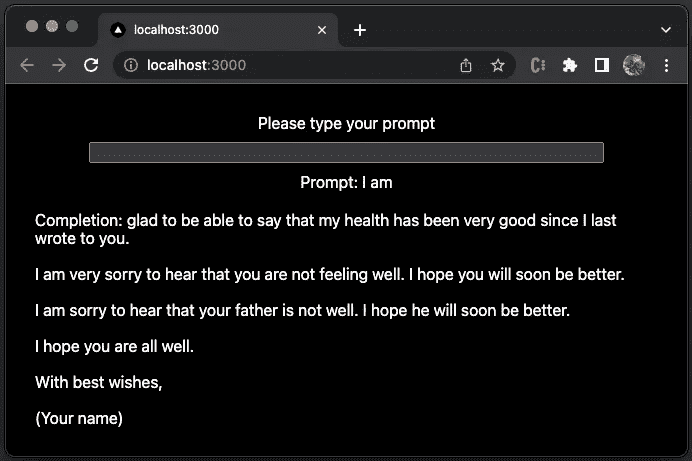 localhost:3000
localhost:3000
Please type your prompt
Prompt: I am
Completion: glad to be able to say that my health has been very good since I last
wrote to you.
I am very sorry to hear that you are not feeling well. I hope you will soon be better.
I am sorry to hear that your father is not well. I hope he will soon be better.
I hope you are all well.
With best wishes,
(Your name)